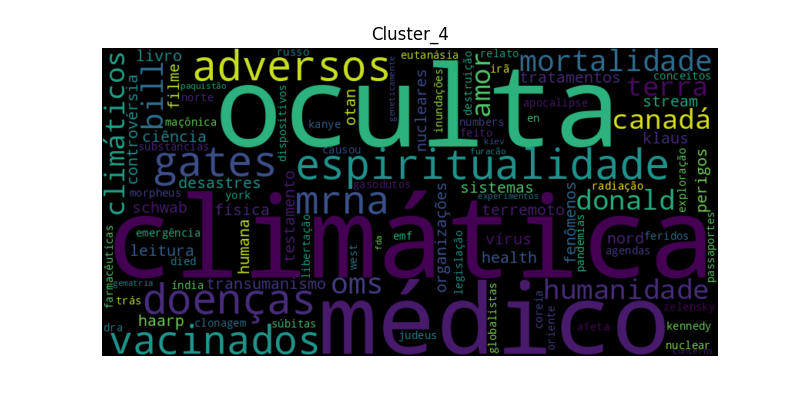 Cluster_4
livro
russo
eutanásia
relato
adversos
oculta
mortalidade
climáticos
controvérsia
bill
filme
paquistão
norte
maçônica
ciência
substâncias
dispositivos
kanye
otan
causou
geneticamente
nucleares
inundações
destruição
amor
irã
tratamentos
conceitos
terra
apocalipse
stream
numbers
feito
en
canadá
kiev
furacão
klaus
gates
espiritualidade
desastres
morpheus
york
mrna
gasodutos
sistemas
experimentos
radiação
donald
exploração
perigos
schwab
física
testamento
libertação
climática
organizações
terremoto
fenômenos
nord
feridos
passaportes
emergência
humana
leitura
died
west
emf
fda
legislação
vírus
health
pandemias
agendas
farmacêuticas
gematria
índia
transumanismo
oms
trás
doenças
médico
humanidade
haarp
clonagem
súbitas
judeus
globalistas
coreia
oriente
zelensky
afeta
kennedy
dra
vacinados
nuclear